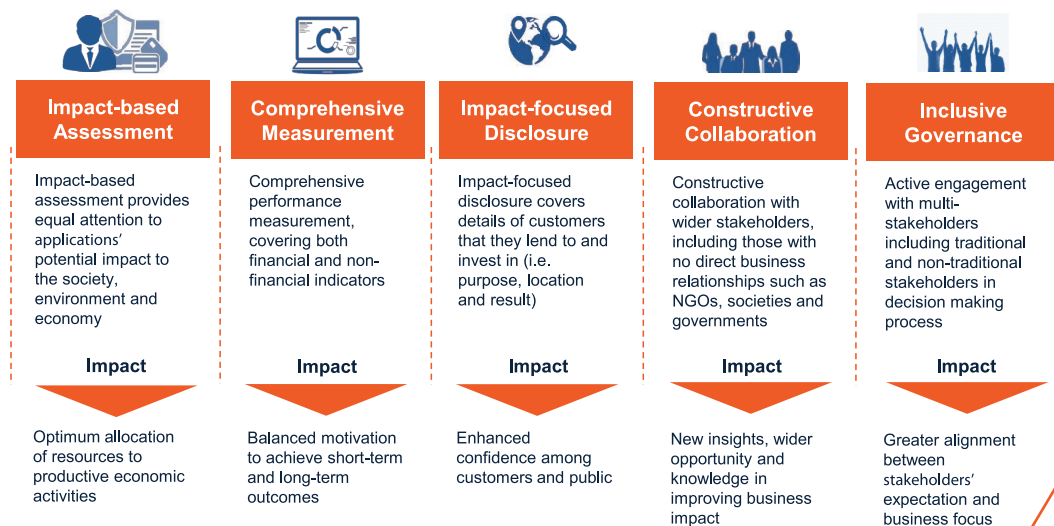 Impact-based
Assessment
Impact-based
assessment provides
equal attention to
applications’
potential impact to
the society,
environment and
economy
Impact
Optimum allocation
of resources to
productive economic
activities
Comprehensive
Measurement
Comprehensive
performance
measurement,
covering both
financial and non-
financial indicators
Impact
Balanced motivation
to achieve short-term
and long-term
outcomes
Impact-focused
Disclosure
Impact-focused
disclosure covers
details of customers
that they lend to and
invest in (i.e.
purpose, location
and result)
Impact
Enhanced
confidence among
customers and public
Constructive
Collaboration
Constructive
collaboration with
wider stakeholders,
including those with
no direct business
relationships such as
NGOs, societies and
governments
Impact
New insights, wider
opportunity and
knowledge in
improving business
impact
Inclusive
Governance
Active engagement
with multi-
stakeholders
including traditional
and non-traditional
stakeholders in
decision making
process
Impact
Greater alignment
between
stakeholders’
expectation and
business focus